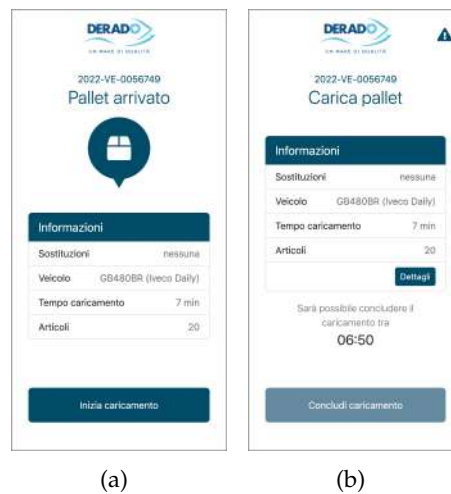 DERADO
UN MARE DI QUALITÀ
2022-VE-0056749
Pallet arrivato
Informazioni
Sostituzioni nessuna
Veicolo GB480BR (Iveco Daily)
Tempo caricamento 7 min
Articoli 20
Inizia caricamento
(a)
DERADO
UN MARE DI QUALITÀ
2022-VE-0056749
Carica pallet
Informazioni
Sostituzioni nessuna
Veicolo GB480BR (Iveco Daily)
Tempo caricamento 7 min
Articoli 20
Dettagli
Sarà possibile concludere il
caricamento tra
06:50
Concludi caricamento
(b)